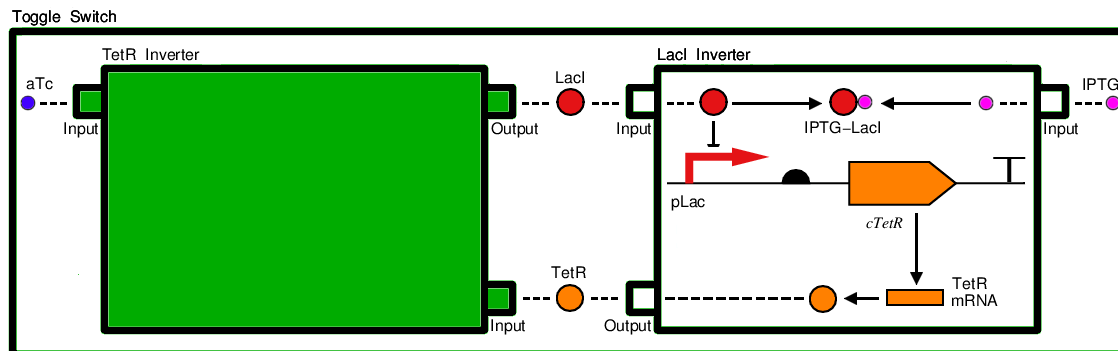 Toggle Switch
TetR Inverter
LacI Inverter
aTc
LacI
IPTG
Input
Output
Input
IPTG-LacI
Input
pLac
cTetR
TetR
TetR
mRNA
Input
Output